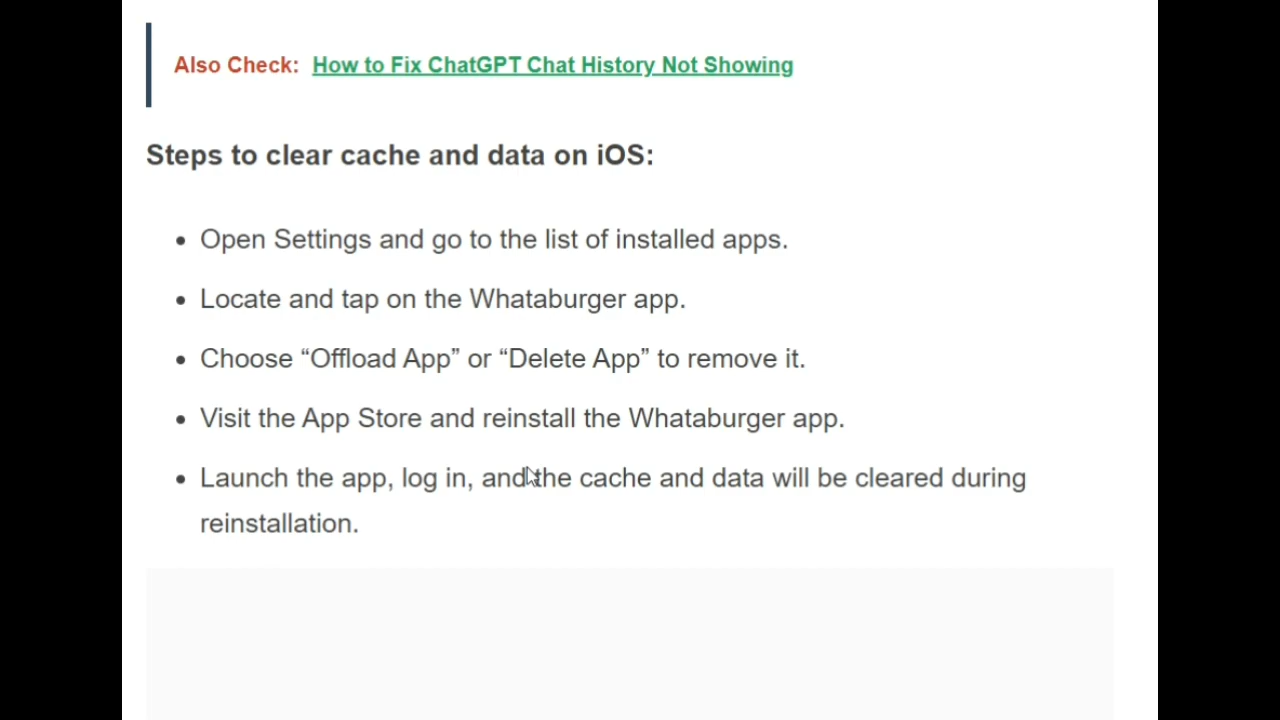 Also Check: How to Fix ChatGPT Chat History Not Showing
Steps to clear cache and data on iOS:
• Open Settings and go to the list of installed apps.
• Locate and tap on the Whataburger app.
• Choose “Offload App” or “Delete App” to remove it.
• Visit the App Store and reinstall the Whataburger app.
• Launch the app, log in, and the cache and data will be cleared during
reinstallation.